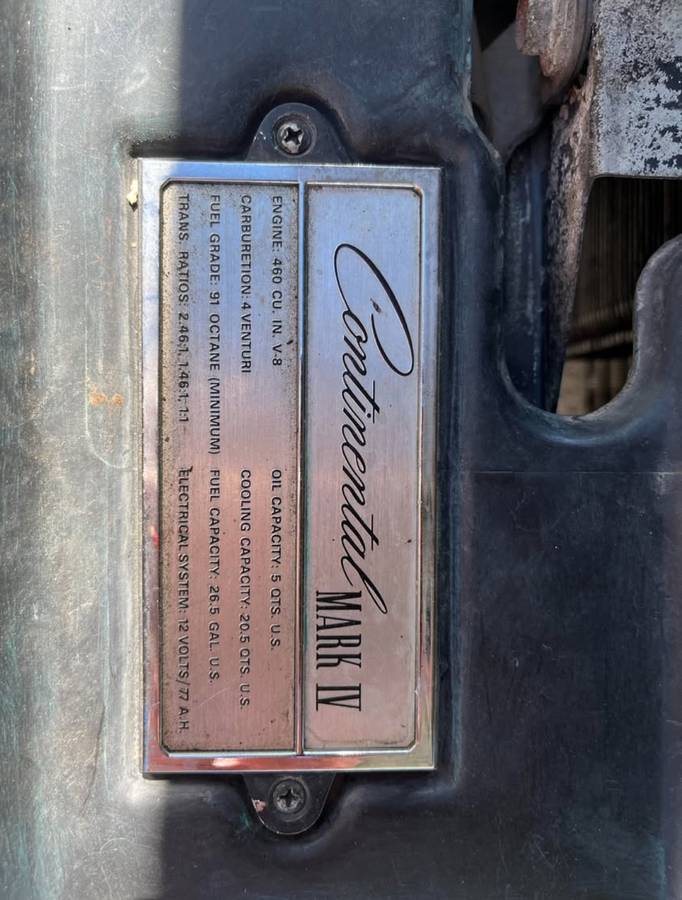 Continental MARK IV
ENGINE: 460 CU. IN. V-8 OIL CAPACITY: 5 QTS. U.S.
CARBURETION: 4 VENTURI COOLING CAPACITY: 20.5 QTS. U.S.
FUEL GRADE: 91 OCTANE (MINIMUM) FUEL CAPACITY: 26.5 GAL. U.S.
TRANS. RATIOS: 2.46:1, 1.46:1, 1:1 ELECTRICAL SYSTEM: 12 VOLTS/77 A.H.